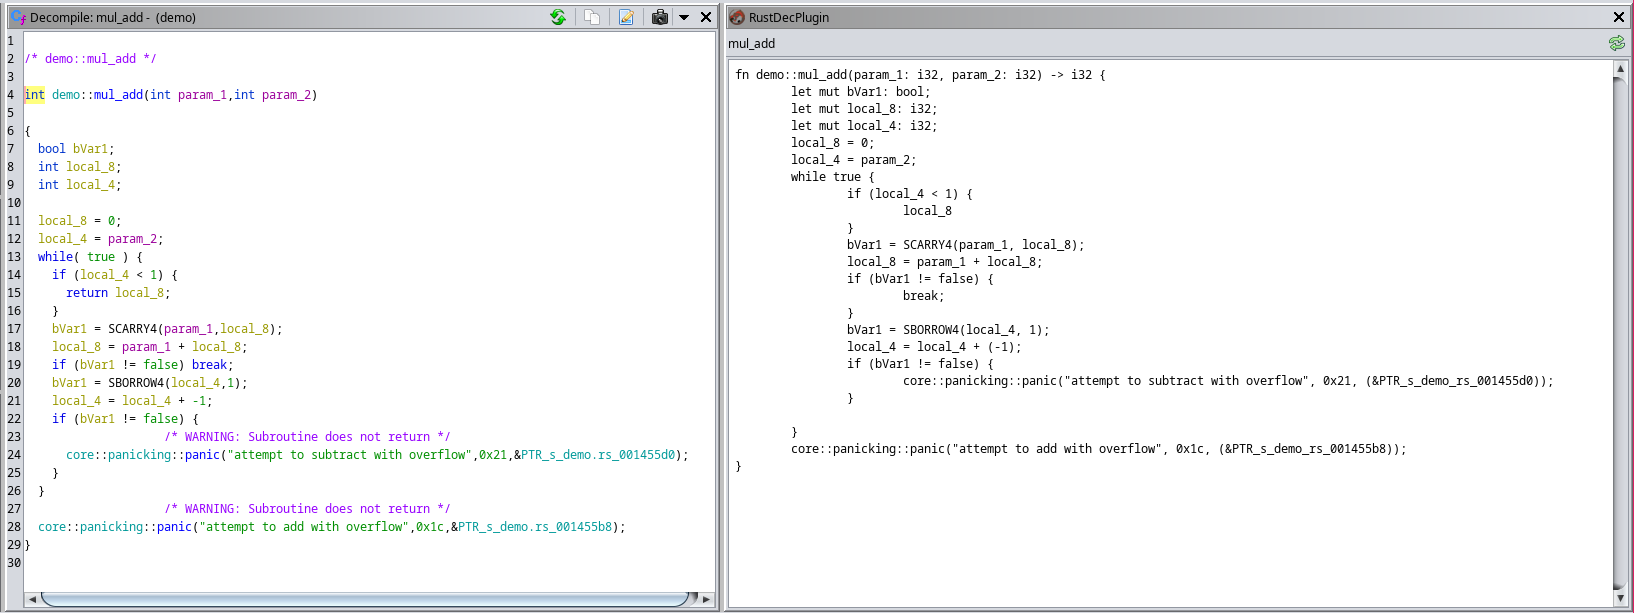 Decompile: mul_add - (demo)
1
2 /* demo::mul_add */
3
4 int demo::mul_add(int param_1,int param_2)
5
6 {
7 bool bVar1;
8 int local_8;
9 int local_4;
10
11 local_8 = 0;
12 local_4 = param_2;
13 while( true ) {
14 if (local_4 < 1) {
15 return local_8;
16 }
17 bVar1 = SCARRY4(param_1,local_8);
18 local_8 = param_1 + local_8;
19 if (bVar1 != false) break;
20 bVar1 = SBORROW4(local_4,1);
21 local_4 = local_4 + -1;
22 if (bVar1 != false) {
23 /* WARNING: Subroutine does not return */
24 core::panicking::panic("attempt to subtract with overflow",0x21,&PTR_s_demo.rs_001455d0);
25 }
26 }
27 /* WARNING: Subroutine does not return */
28 core::panicking::panic("attempt to add with overflow",0x1c,&PTR_s_demo.rs_001455b8);
29 }
30
RustDecPlugin
mul_add
fn demo::mul_add(param_1: i32, param_2: i32) -> i32 {
let mut bVar1: bool;
let mut local_8: i32;
let mut local_4: i32;
local_8 = 0;
local_4 = param_2;
while true {
if (local_4 < 1) {
local_8
}
bVar1 = SCARRY4(param_1, local_8);
local_8 = param_1 + local_8;
if (bVar1 != false) {
break;
}
bVar1 = SBORROW4(local_4, 1);
local_4 = local_4 + (-1);
if (bVar1 != false) {
core::panicking::panic("attempt to subtract with overflow", 0x21, (&PTR_s_demo_rs_001455d0));
}
}
core::panicking::panic("attempt to add with overflow", 0x1c, (&PTR_s_demo_rs_001455b8));
}